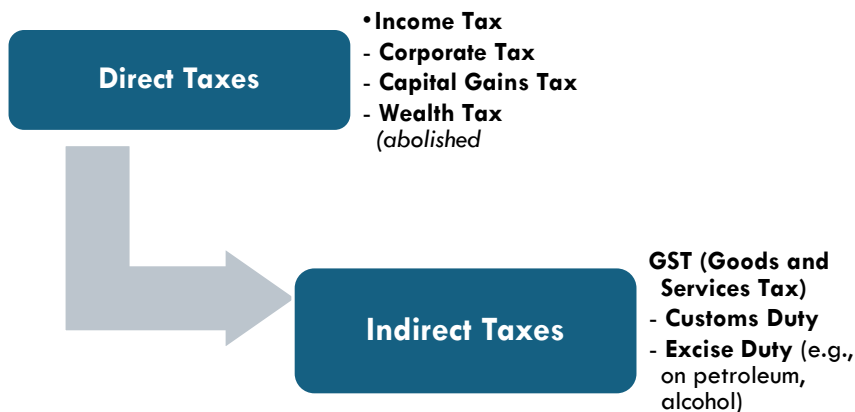 Direct Taxes
•Income Tax
- Corporate Tax
- Capital Gains Tax
- Wealth Tax
(abolished
Indirect Taxes
GST (Goods and
Services Tax)
- Customs Duty
- Excise Duty (e.g.,
on petroleum,
alcohol)